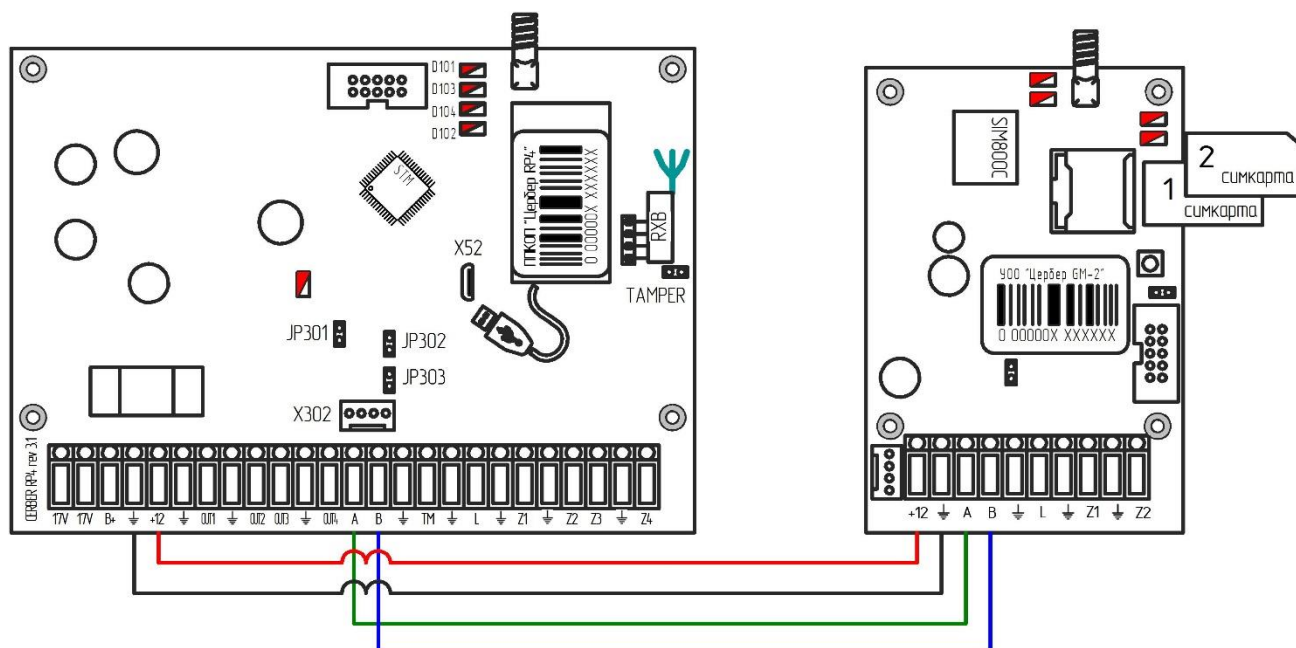 D101
D103
D104
D102
STM
ППКОП "Цербер RP4"
0 00000X XXXXXX
RXB
TAMPER
X52
JP301
JP302
JP303
X302
CERBER RP4 rev 3.1
17V 17V B+ ⏚ +12 ⏚ OUT1 ⏚ OUT2 OUT3 ⏚ OUT4 A B ⏚ TM ⏚ L ⏚ Z1 ⏚ Z2 Z3 ⏚ Z4
SIM800C
2
симкарта
1
симкарта
УОО "Цербер GM-2"
0 00000X XXXXXX
+12 ⏚ A B ⏚ L ⏚ Z1 ⏚ Z2